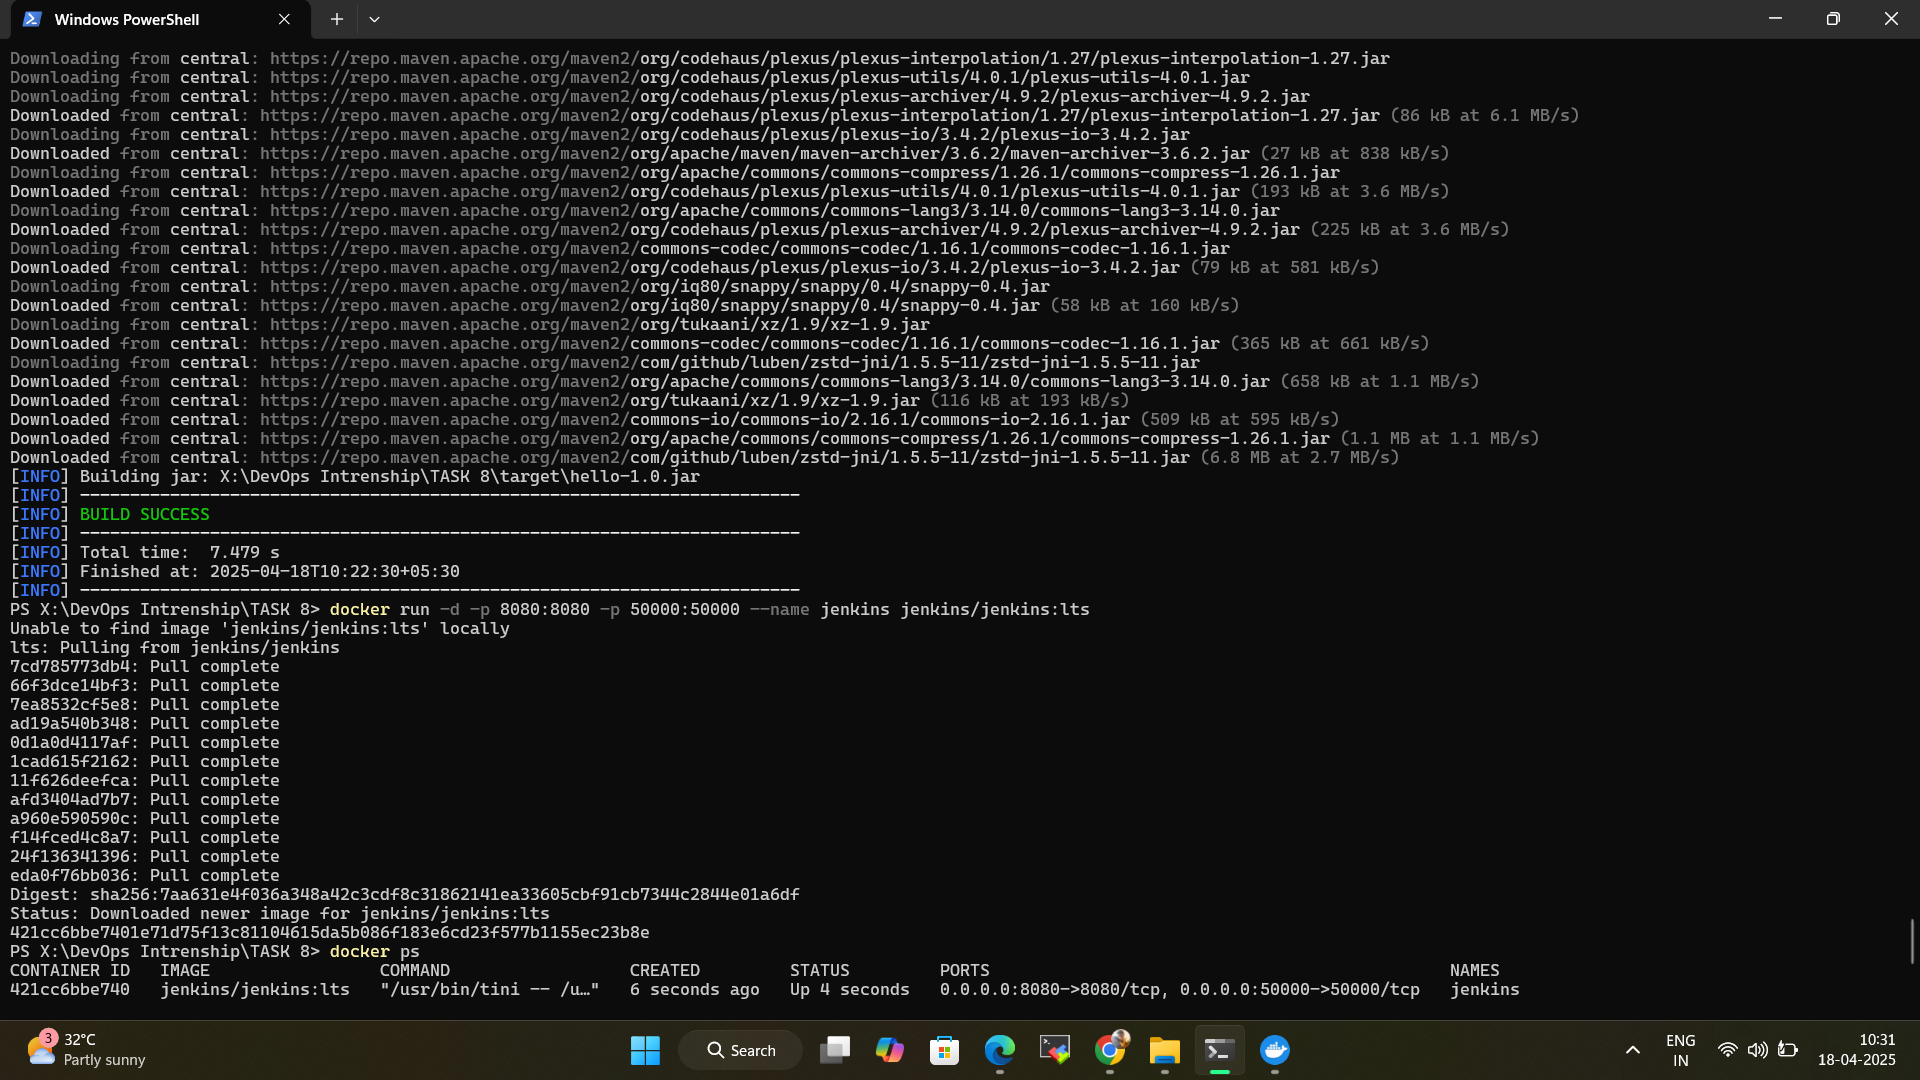 Windows PowerShell
Downloading from central: https://repo.maven.apache.org/maven2/org/codehaus/plexus/plexus-interpolation/1.27/plexus-interpolation-1.27.jar
Downloading from central: https://repo.maven.apache.org/maven2/org/codehaus/plexus/plexus-utils/4.0.1/plexus-utils-4.0.1.jar
Downloading from central: https://repo.maven.apache.org/maven2/org/codehaus/plexus/plexus-archiver/4.9.2/plexus-archiver-4.9.2.jar
Downloaded from central: https://repo.maven.apache.org/maven2/org/codehaus/plexus/plexus-interpolation/1.27/plexus-interpolation-1.27.jar (86 kB at 6.1 MB/s)
Downloading from central: https://repo.maven.apache.org/maven2/org/codehaus/plexus/plexus-io/3.4.2/plexus-io-3.4.2.jar
Downloaded from central: https://repo.maven.apache.org/maven2/org/apache/maven/maven-archiver/3.6.2/maven-archiver-3.6.2.jar (27 kB at 838 kB/s)
Downloading from central: https://repo.maven.apache.org/maven2/org/apache/commons/commons-compress/1.26.1/commons-compress-1.26.1.jar
Downloaded from central: https://repo.maven.apache.org/maven2/org/codehaus/plexus/plexus-utils/4.0.1/plexus-utils-4.0.1.jar (193 kB at 3.6 MB/s)
Downloading from central: https://repo.maven.apache.org/maven2/org/apache/commons/commons-lang3/3.14.0/commons-lang3-3.14.0.jar
Downloaded from central: https://repo.maven.apache.org/maven2/org/codehaus/plexus/plexus-archiver/4.9.2/plexus-archiver-4.9.2.jar (225 kB at 3.6 MB/s)
Downloading from central: https://repo.maven.apache.org/maven2/commons-codec/commons-codec/1.16.1/commons-codec-1.16.1.jar
Downloaded from central: https://repo.maven.apache.org/maven2/org/codehaus/plexus/plexus-io/3.4.2/plexus-io-3.4.2.jar (79 kB at 581 kB/s)
Downloading from central: https://repo.maven.apache.org/maven2/org/iq80/snappy/snappy/0.4/snappy-0.4.jar
Downloaded from central: https://repo.maven.apache.org/maven2/org/iq80/snappy/snappy/0.4/snappy-0.4.jar (58 kB at 160 kB/s)
Downloading from central: https://repo.maven.apache.org/maven2/org/tukaani/xz/1.9/xz-1.9.jar
Downloaded from central: https://repo.maven.apache.org/maven2/commons-codec/commons-codec/1.16.1/commons-codec-1.16.1.jar (365 kB at 661 kB/s)
Downloading from central: https://repo.maven.apache.org/maven2/com/github/luben/zstd-jni/1.5.5-11/zstd-jni-1.5.5-11.jar
Downloaded from central: https://repo.maven.apache.org/maven2/org/apache/commons/commons-lang3/3.14.0/commons-lang3-3.14.0.jar (658 kB at 1.1 MB/s)
Downloaded from central: https://repo.maven.apache.org/maven2/org/tukaani/xz/1.9/xz-1.9.jar (116 kB at 193 kB/s)
Downloaded from central: https://repo.maven.apache.org/maven2/commons-io/commons-io/2.16.1/commons-io-2.16.1.jar (509 kB at 595 kB/s)
Downloaded from central: https://repo.maven.apache.org/maven2/org/apache/commons/commons-compress/1.26.1/commons-compress-1.26.1.jar (1.1 MB at 1.1 MB/s)
Downloaded from central: https://repo.maven.apache.org/maven2/com/github/luben/zstd-jni/1.5.5-11/zstd-jni-1.5.5-11.jar (6.8 MB at 2.7 MB/s)
[INFO] Building jar: X:\DevOps Intrenship\TASK 8\target\hello-1.0.jar
[INFO] ------------------------------------------------------------------------
[INFO] BUILD SUCCESS
[INFO] ------------------------------------------------------------------------
[INFO] Total time:  7.479 s
[INFO] Finished at: 2025-04-18T10:22:30+05:30
[INFO] ------------------------------------------------------------------------
PS X:\DevOps Intrenship\TASK 8> docker run -d -p 8080:8080 -p 50000:50000 --name jenkins jenkins/jenkins:lts
Unable to find image 'jenkins/jenkins:lts' locally
lts: Pulling from jenkins/jenkins
7cd785773db4: Pull complete
66f3dce14bf3: Pull complete
7ea8532cf5e8: Pull complete
ad19a540b348: Pull complete
0d1a0d4117af: Pull complete
1cad615f2162: Pull complete
11f626deefca: Pull complete
afd3404ad7b7: Pull complete
a960e590590c: Pull complete
f14fced4c8a7: Pull complete
24f136341396: Pull complete
eda0f76bb036: Pull complete
Digest: sha256:7aa631e4f036a348a42c3cdf8c31862141ea33605cbf91cb7344c2844e01a6df
Status: Downloaded newer image for jenkins/jenkins:lts
421cc6bbe7401e71d75f13c81104615da5b086f183e6cd23f577b1155ec23b8e
PS X:\DevOps Intrenship\TASK 8> docker ps
CONTAINER ID   IMAGE                 COMMAND                  CREATED         STATUS         PORTS                                              NAMES
421cc6bbe740   jenkins/jenkins:lts   "/usr/bin/tini -- /u…"   6 seconds ago   Up 4 seconds   0.0.0.0:8080->8080/tcp, 0.0.0.0:50000->50000/tcp   jenkins
3 32°C
Partly sunny
Search
ENG
IN
10:31
18-04-2025